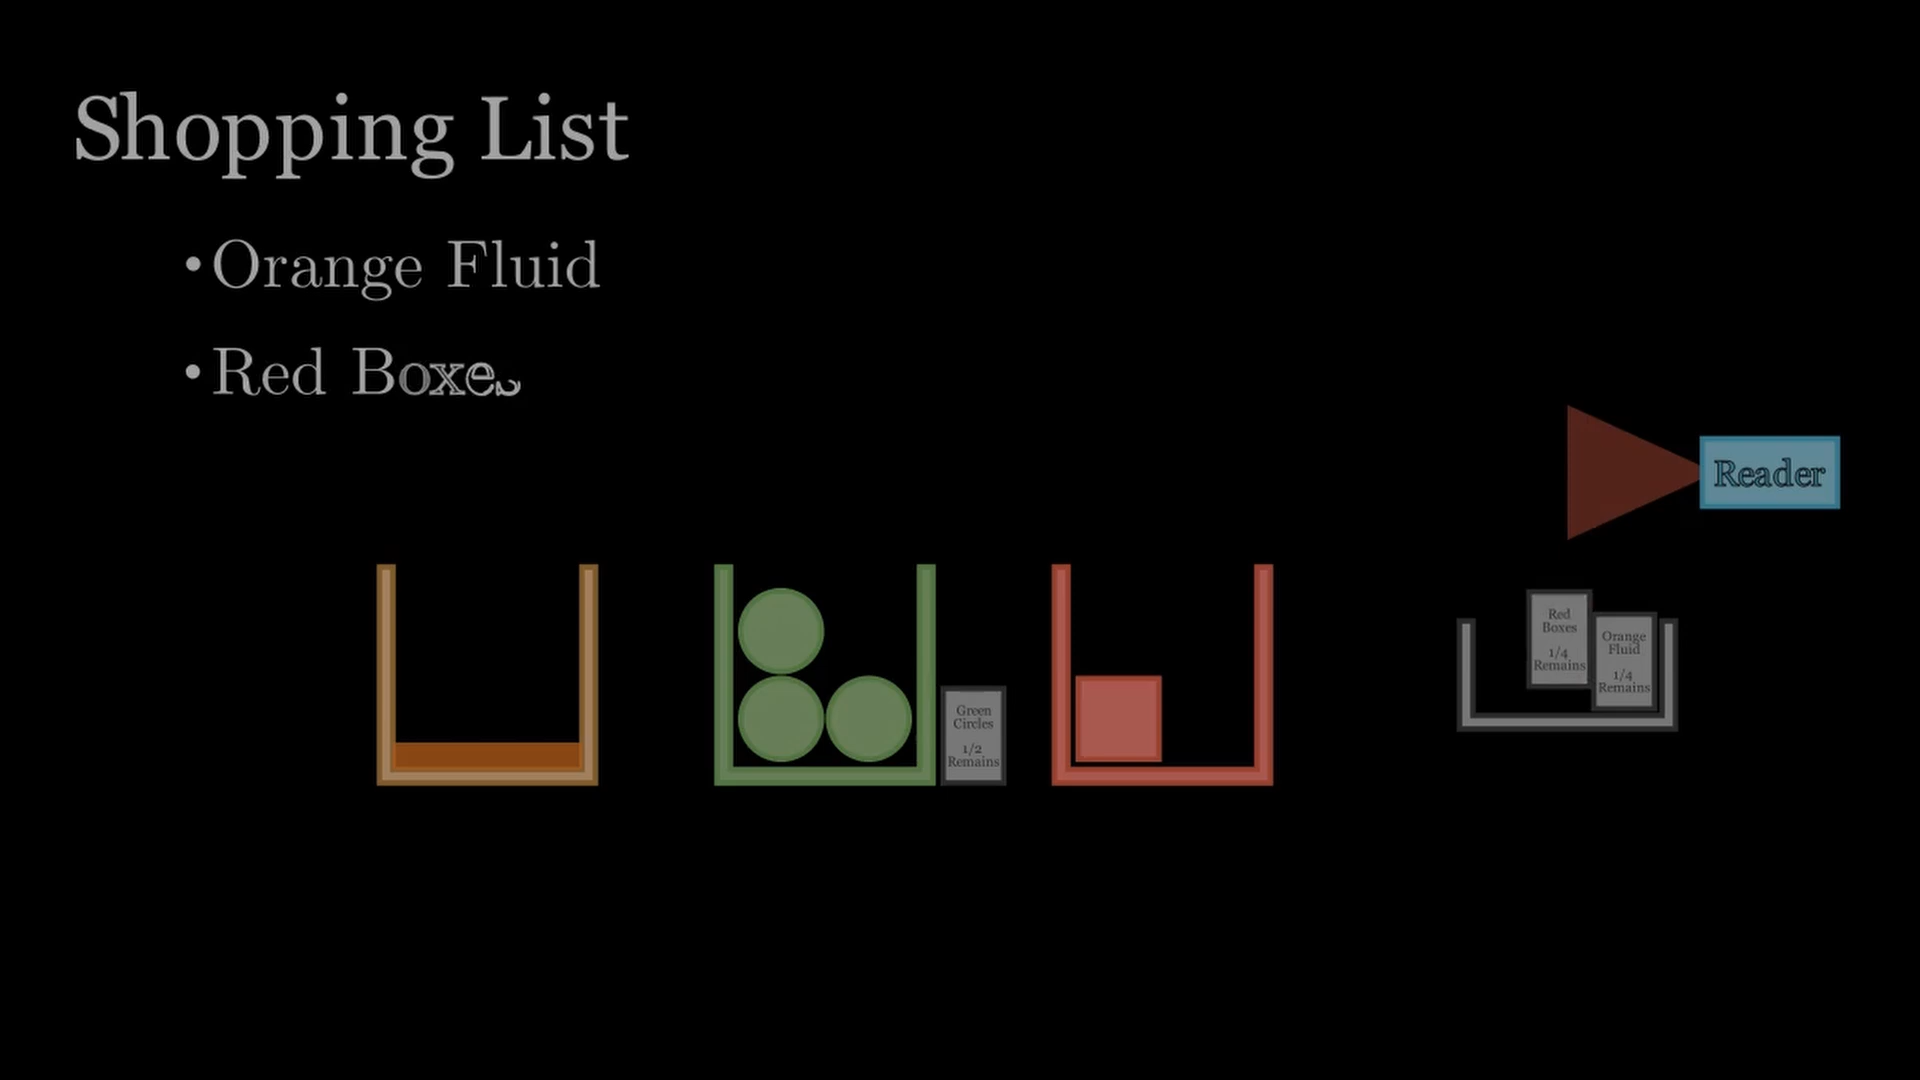 Shopping List
• Orange Fluid
• Red Boxe
Reader
Red
Boxes
1/4
Remains
Orange
Fluid
1/4
Remains
Green
Circles
1/2
Remains